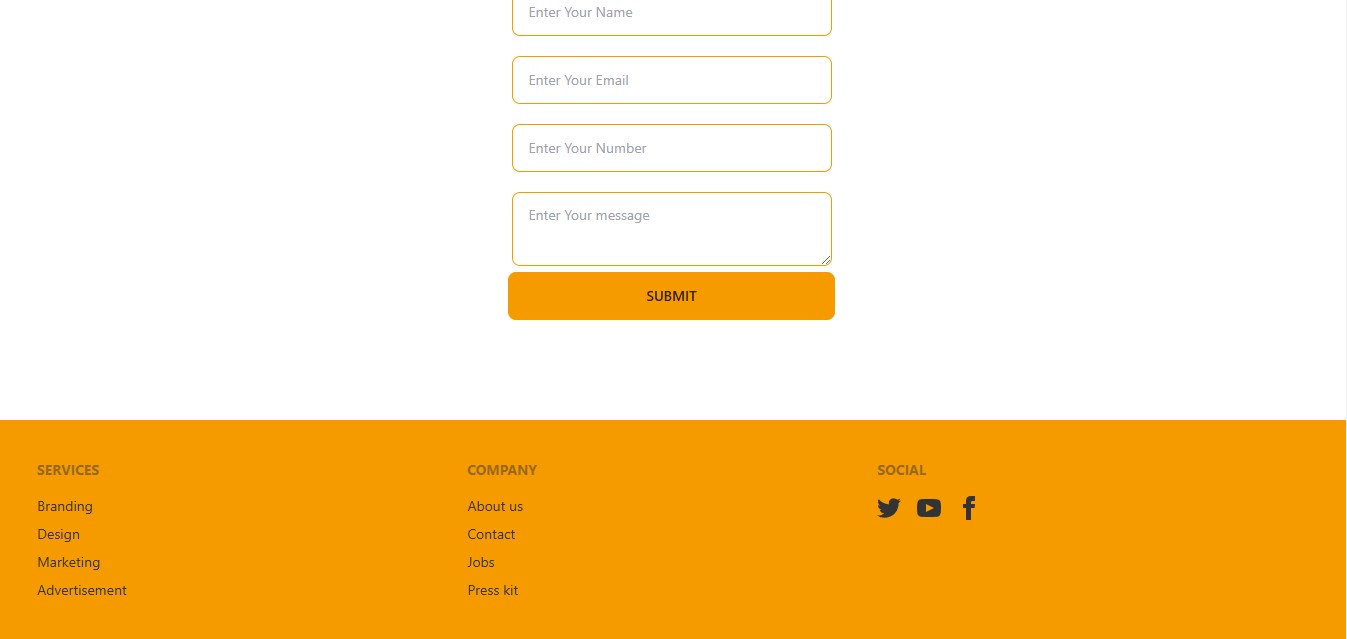 Enter Your Name
Enter Your Email
Enter Your Number
Enter Your message
SUBMIT
SERVICES
Branding
Design
Marketing
Advertisement
COMPANY
About us
Contact
Jobs
Press kit
SOCIAL